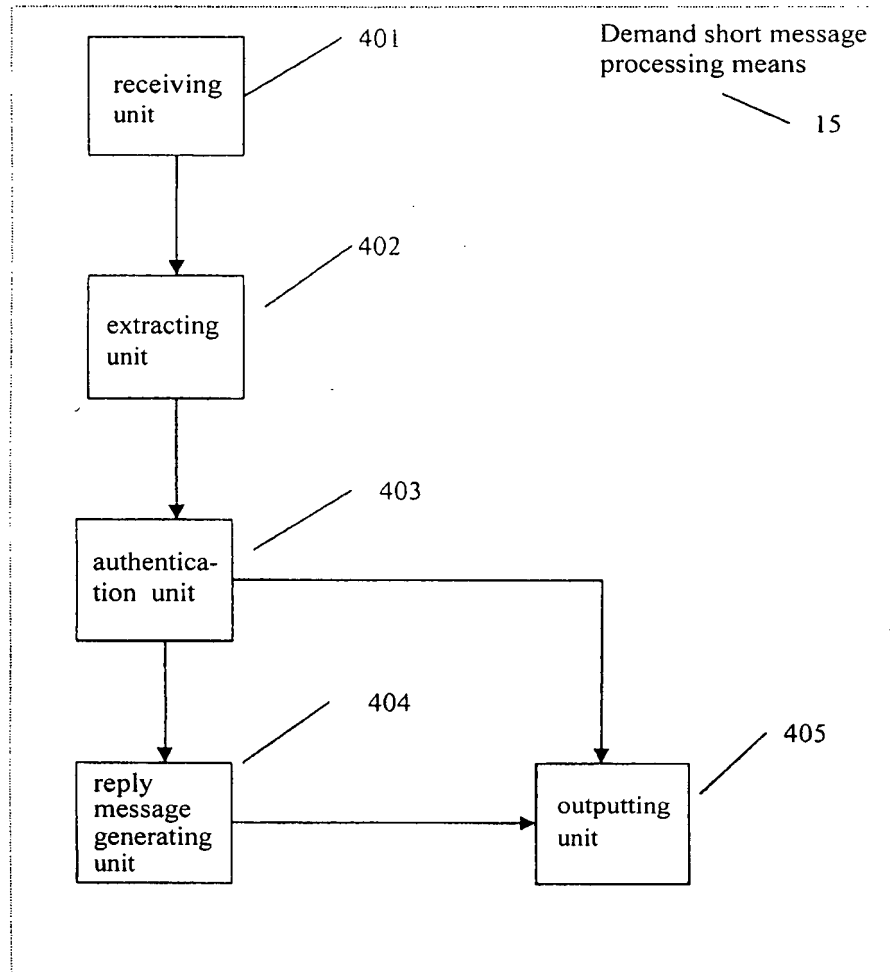 401
Demand short message
processing means
15
receiving
unit
402
extracting
unit
403
authentica-
tion unit
404
reply
message
generating
unit
405
outputting
unit